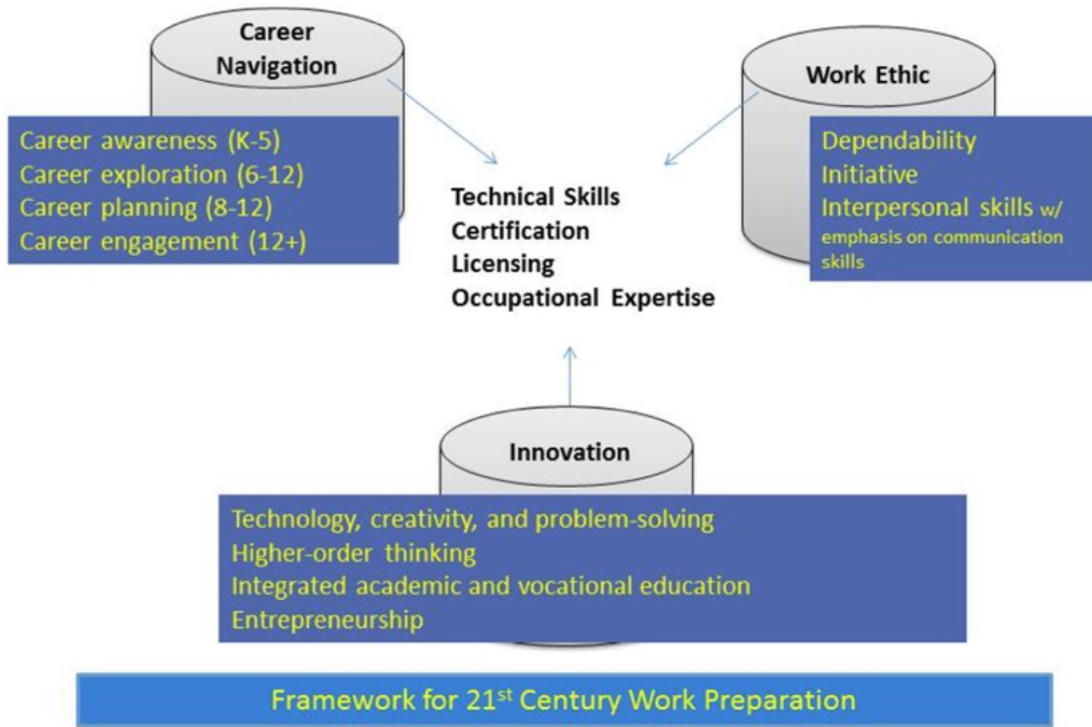 Career
Navigation
Career awareness (K-5)
Career exploration (6-12)
Career planning (8-12)
Career engagement (12+)
Work Ethic
Dependability
Initiative
Interpersonal skills w/
emphasis on communication
skills
Technical Skills
Certification
Licensing
Occupational Expertise
Innovation
Technology, creativity, and problem-solving
Higher-order thinking
Integrated academic and vocational education
Entrepreneurship
Framework for 21st Century Work Preparation